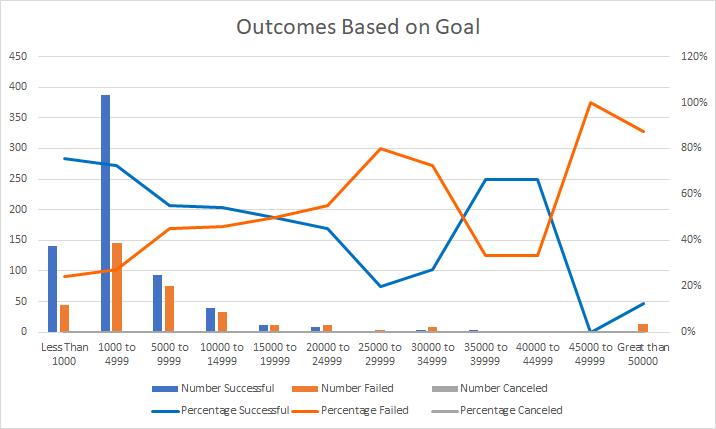 Outcomes Based on Goal
450
400
350
300
250
200
150
100
50
0
120%
100%
80%
60%
40%
20%
0%
Less Than 1000
1000 to 4999
5000 to 9999
10000 to 14999
15000 to 19999
20000 to 24999
25000 to 29999
30000 to 34999
35000 to 39999
40000 to 44999
45000 to 49999
Great than 50000
Number Successful
Number Failed
Number Canceled
Percentage Successful
Percentage Failed
Percentage Canceled